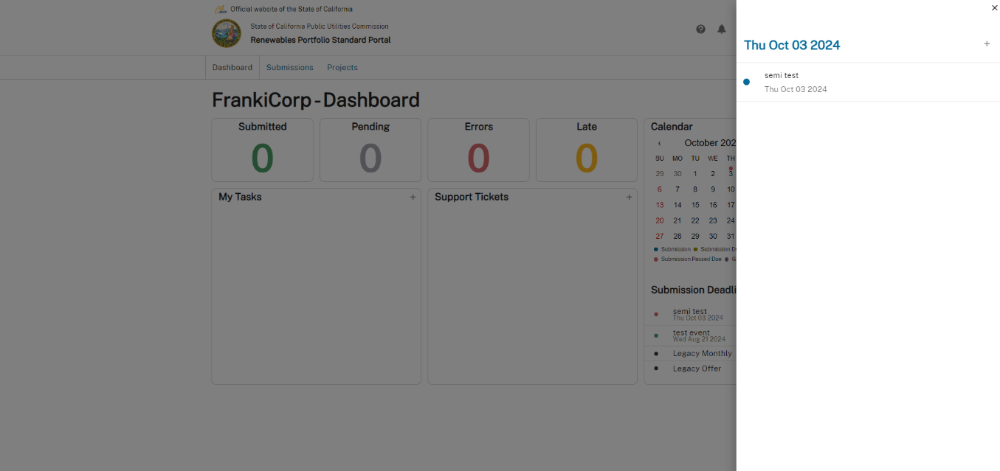 Official website of the State of California
State of California Public Utilities Commission
Renewables Portfolio Standard Portal
Dashboard
Submissions
Projects
FrankiCorp - Dashboard
Submitted
0
Pending
0
Errors
0
Late
0
My Tasks
+
Support Tickets
+
Calendar
‹ October 202
SU MO TU WE TH
29 30 1 2 3
6 7 8 9 10
13 14 15 16 17
20 21 22 23 24
27 28 29 30 31
Submission Submission D
Submission Passed Due G
Submission Deadli
semi test
Thu Oct 03 2024
test event
Wed Aug 21 2024
Legacy Monthly
Legacy Offer
×
Thu Oct 03 2024 +
semi test
Thu Oct 03 2024